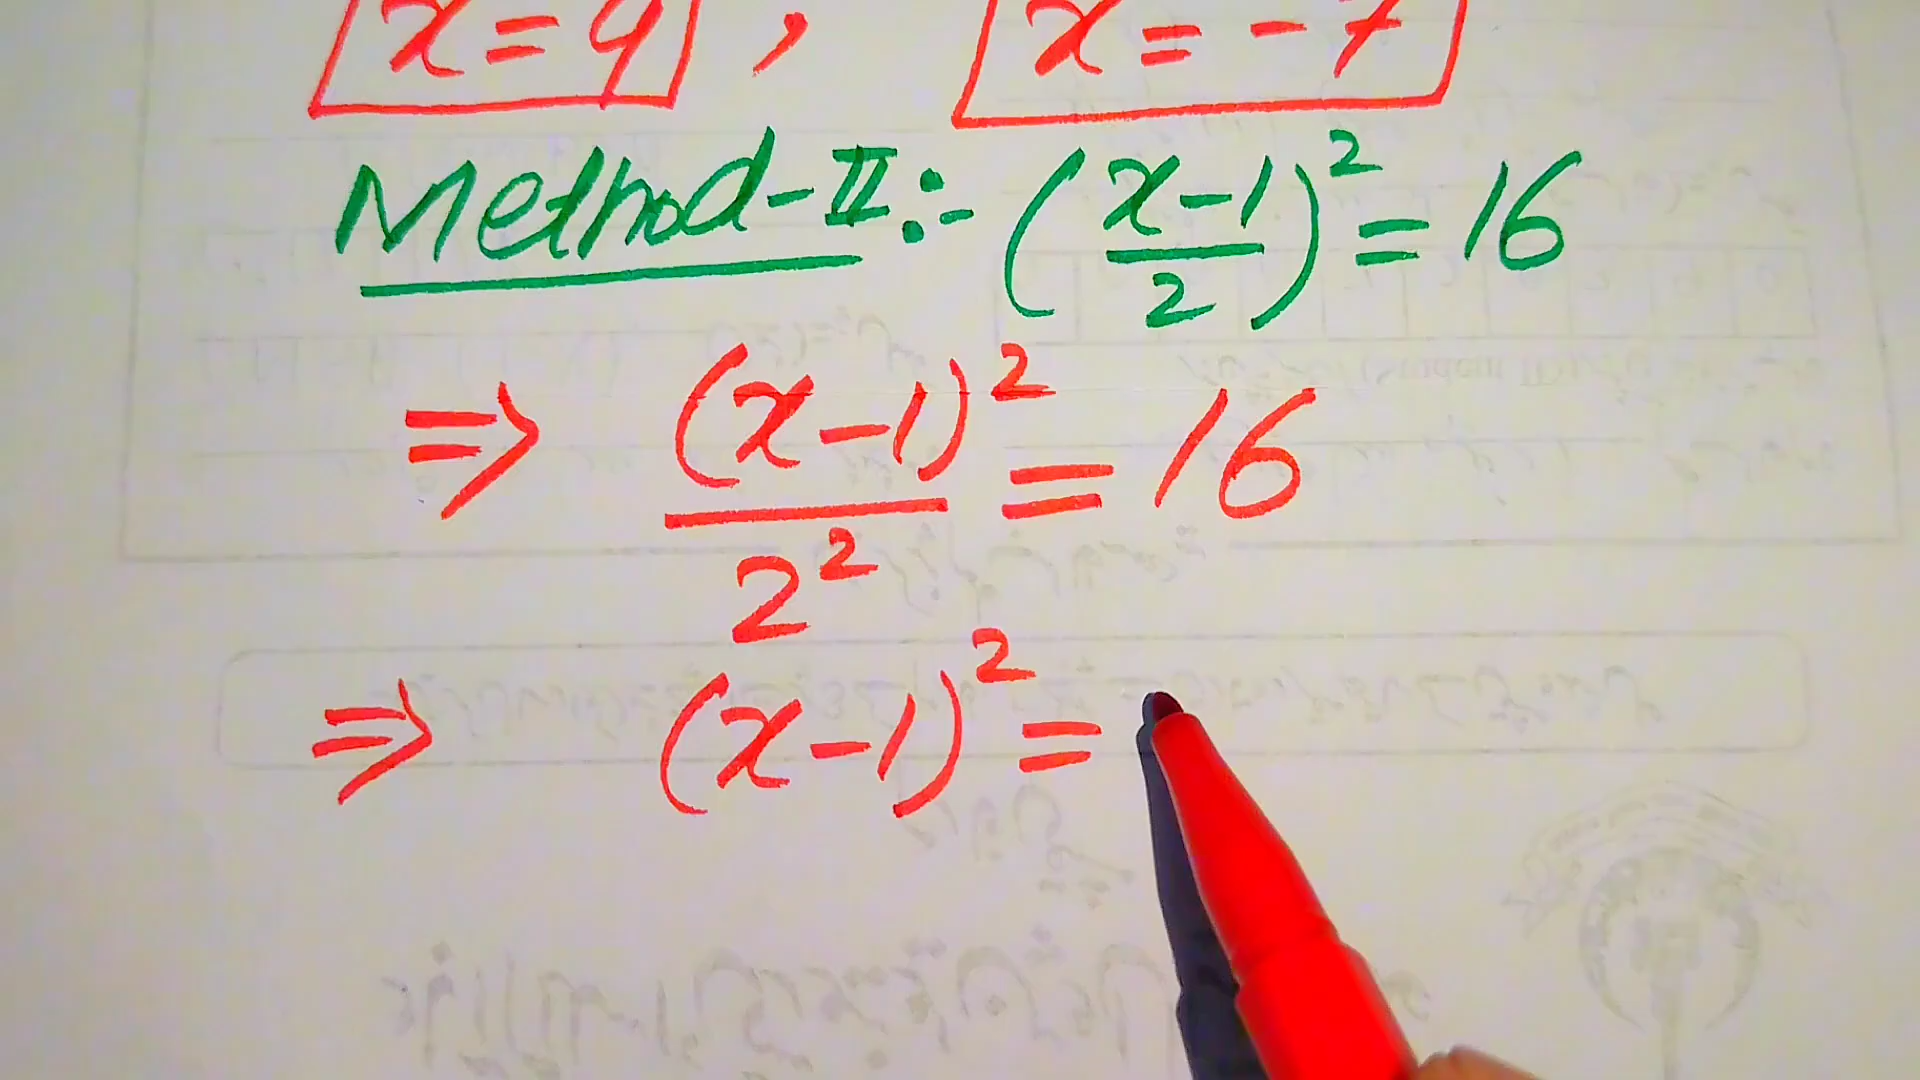 x = 9 , x = -7
Method-II :- ((x-1)/2)² = 16
⇒ (x-1)²/2² = 16
⇒ (x-1)² =